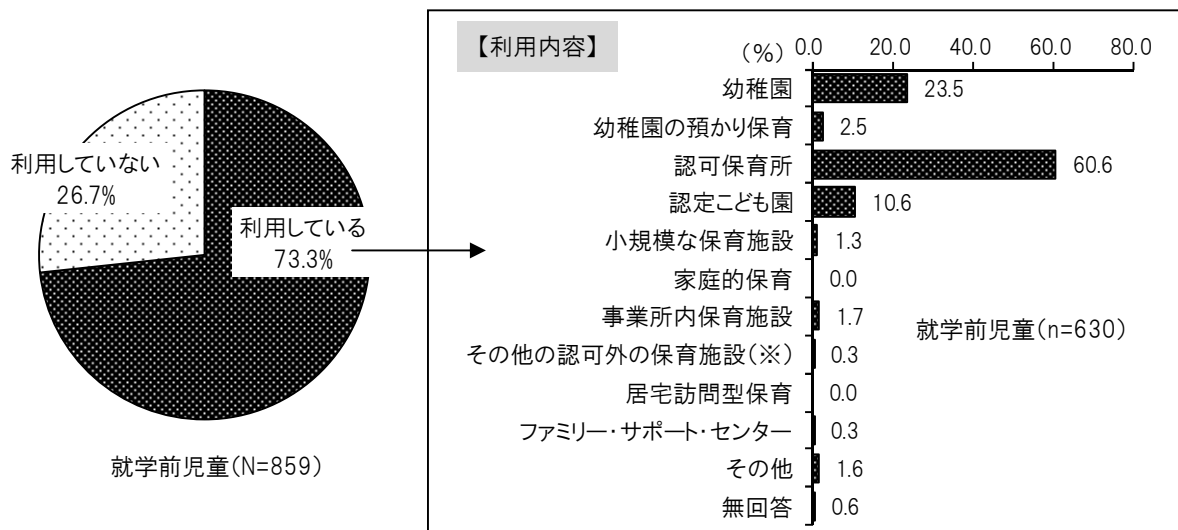 利用していない
26.7%
利用している
73.3%
就学前児童(N=859)
【利用内容】
(%) 0.0 20.0 40.0 60.0 80.0
幼稚園 23.5
幼稚園の預かり保育 2.5
認可保育所 60.6
認定こども園 10.6
小規模な保育施設 1.3
家庭的保育 0.0
事業所内保育施設 1.7
その他の認可外の保育施設(※) 0.3
居宅訪問型保育 0.0
ファミリー・サポート・センター 0.3
その他 1.6
無回答 0.6
就学前児童(n=630)